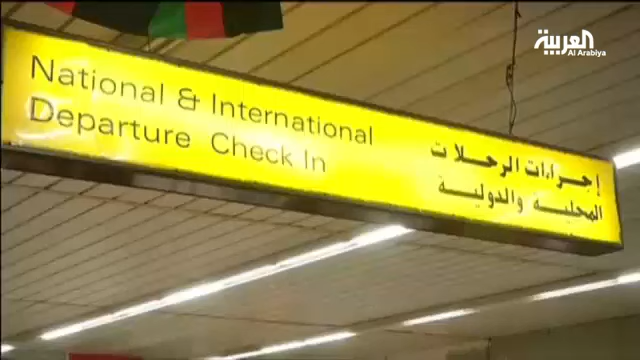 العربية
Al Arabiya
National & International
Departure Check In
إجراءات الرحلات
المحلية والدولية